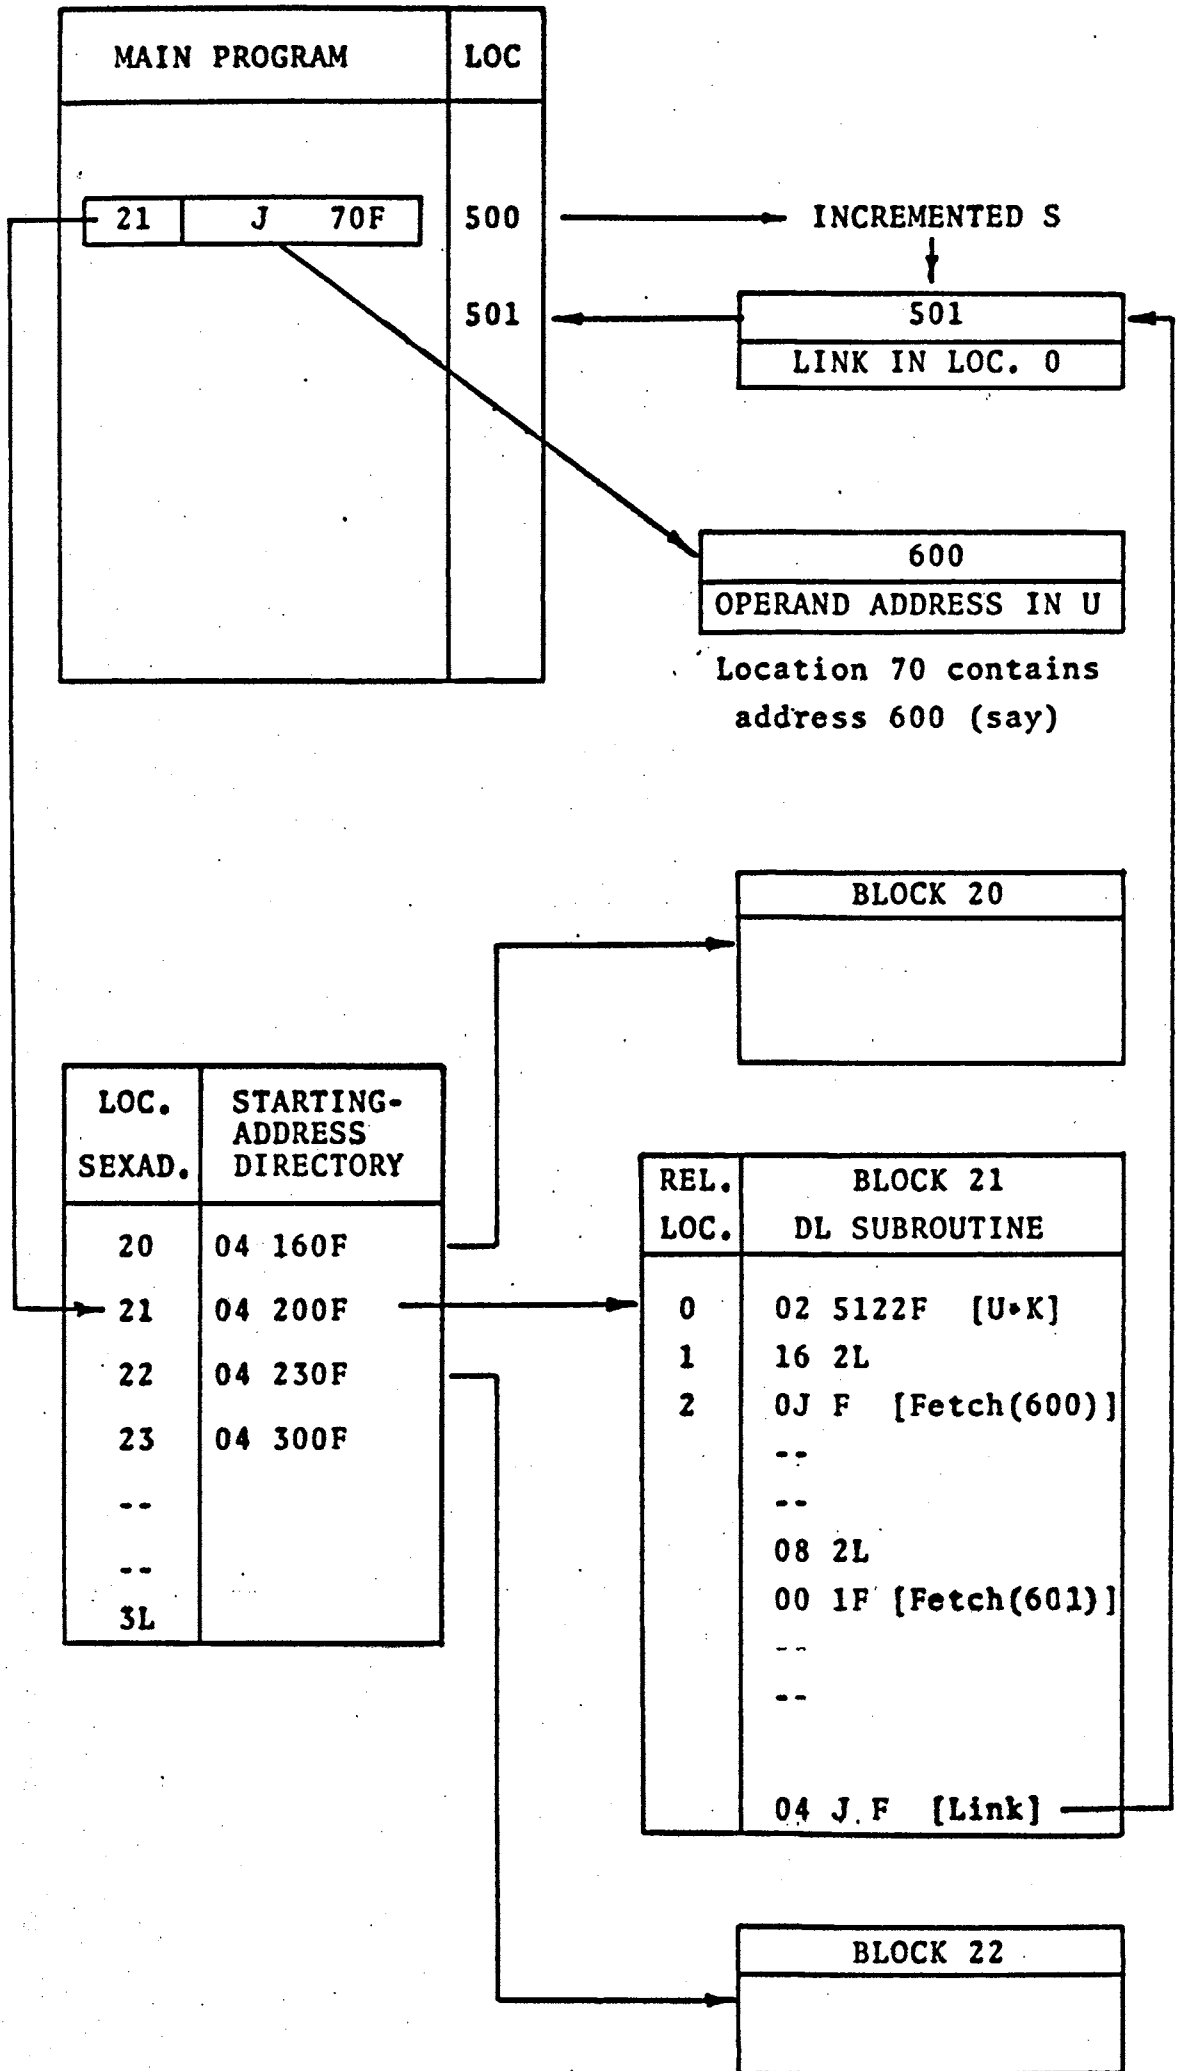 MAIN PROGRAM LOC
21 J 70F 500 INCREMENTED S
501 501
LINK IN LOC. 0
600
OPERAND ADDRESS IN U
Location 70 contains
address 600 (say)
BLOCK 20
LOC. STARTING-
ADDRESS
SEXAD. DIRECTORY
20 04 160F
21 04 200F
22 04 230F
23 04 300F
--
--
3L
REL. BLOCK 21
LOC. DL SUBROUTINE
0 02 5122F [U→K]
1 16 2L
2 0J F [Fetch(600)]
--
--
08 2L
00 1F [Fetch(601)]
--
--
04 J F [Link]
BLOCK 22